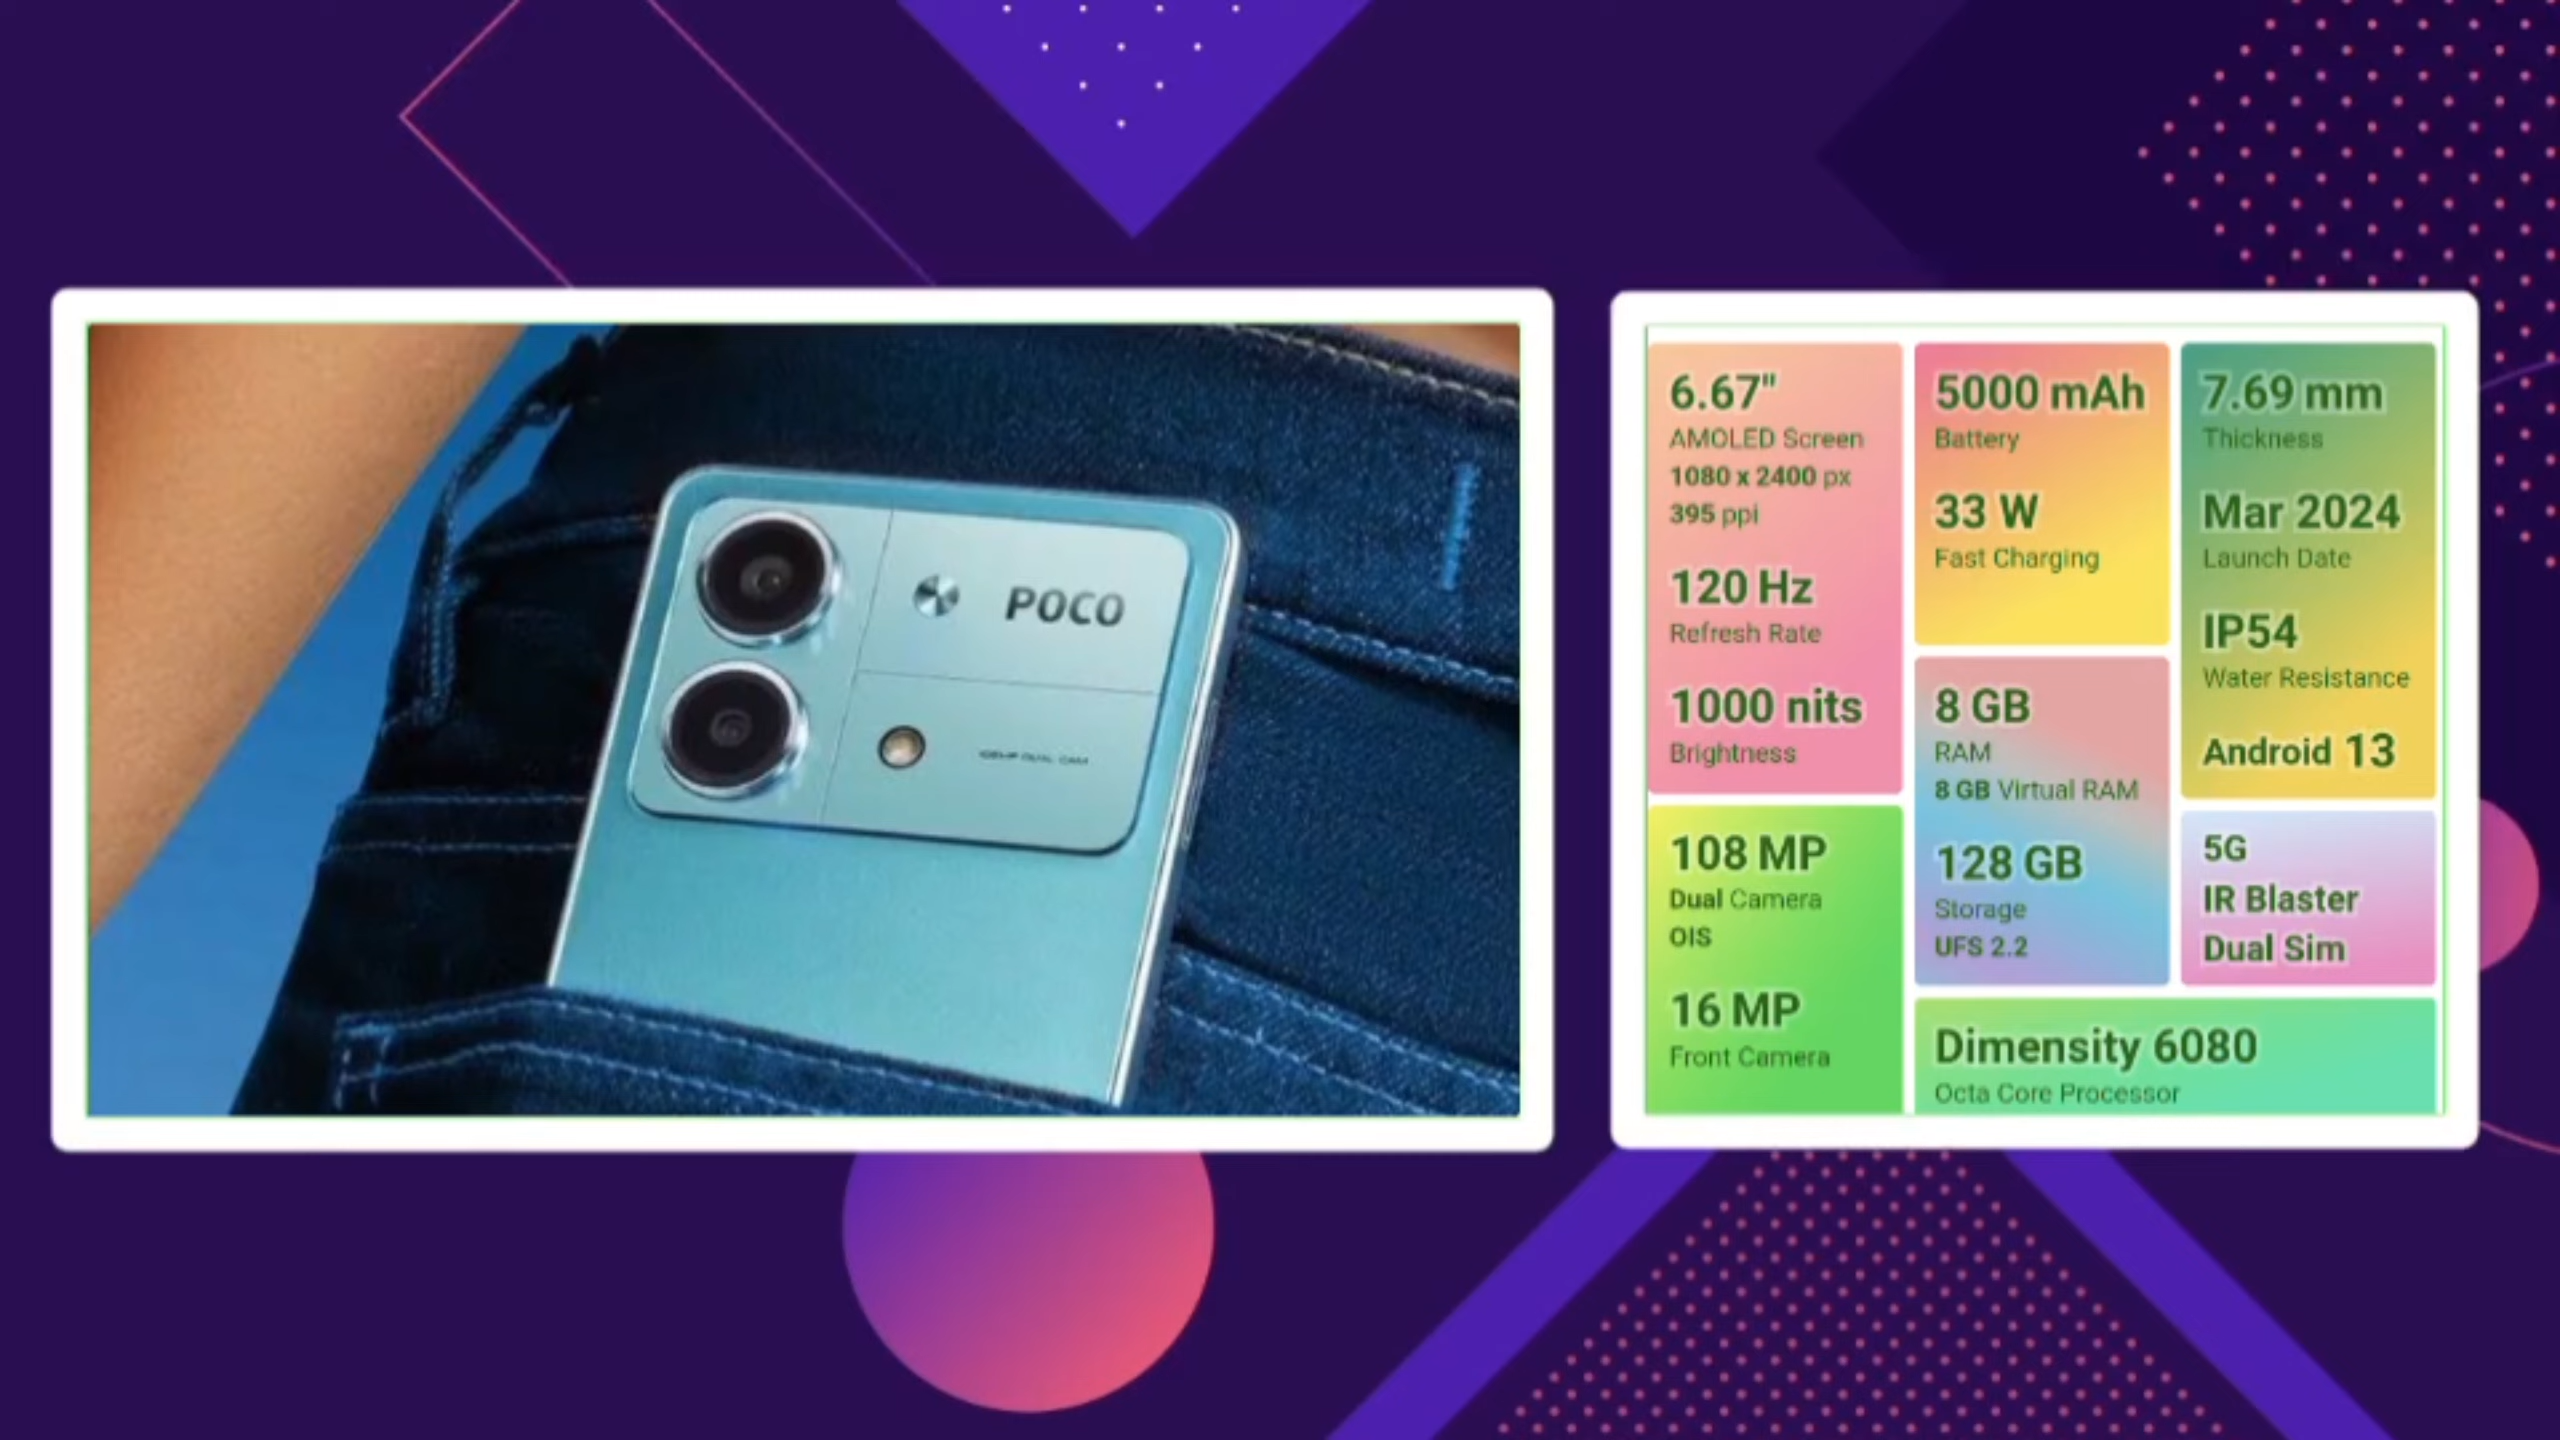 POCO
DUAL CAM
6.67"
AMOLED Screen
1080 x 2400 px
395 ppi
120 Hz
Refresh Rate
1000 nits
Brightness
108 MP
Dual Camera
OIS
16 MP
Front Camera
5000 mAh
Battery
33 W
Fast Charging
8 GB
RAM
8 GB Virtual RAM
128 GB
Storage
UFS 2.2
7.69 mm
Thickness
Mar 2024
Launch Date
IP54
Water Resistance
Android 13
5G
IR Blaster
Dual Sim
Dimensity 6080
Octa Core Processor